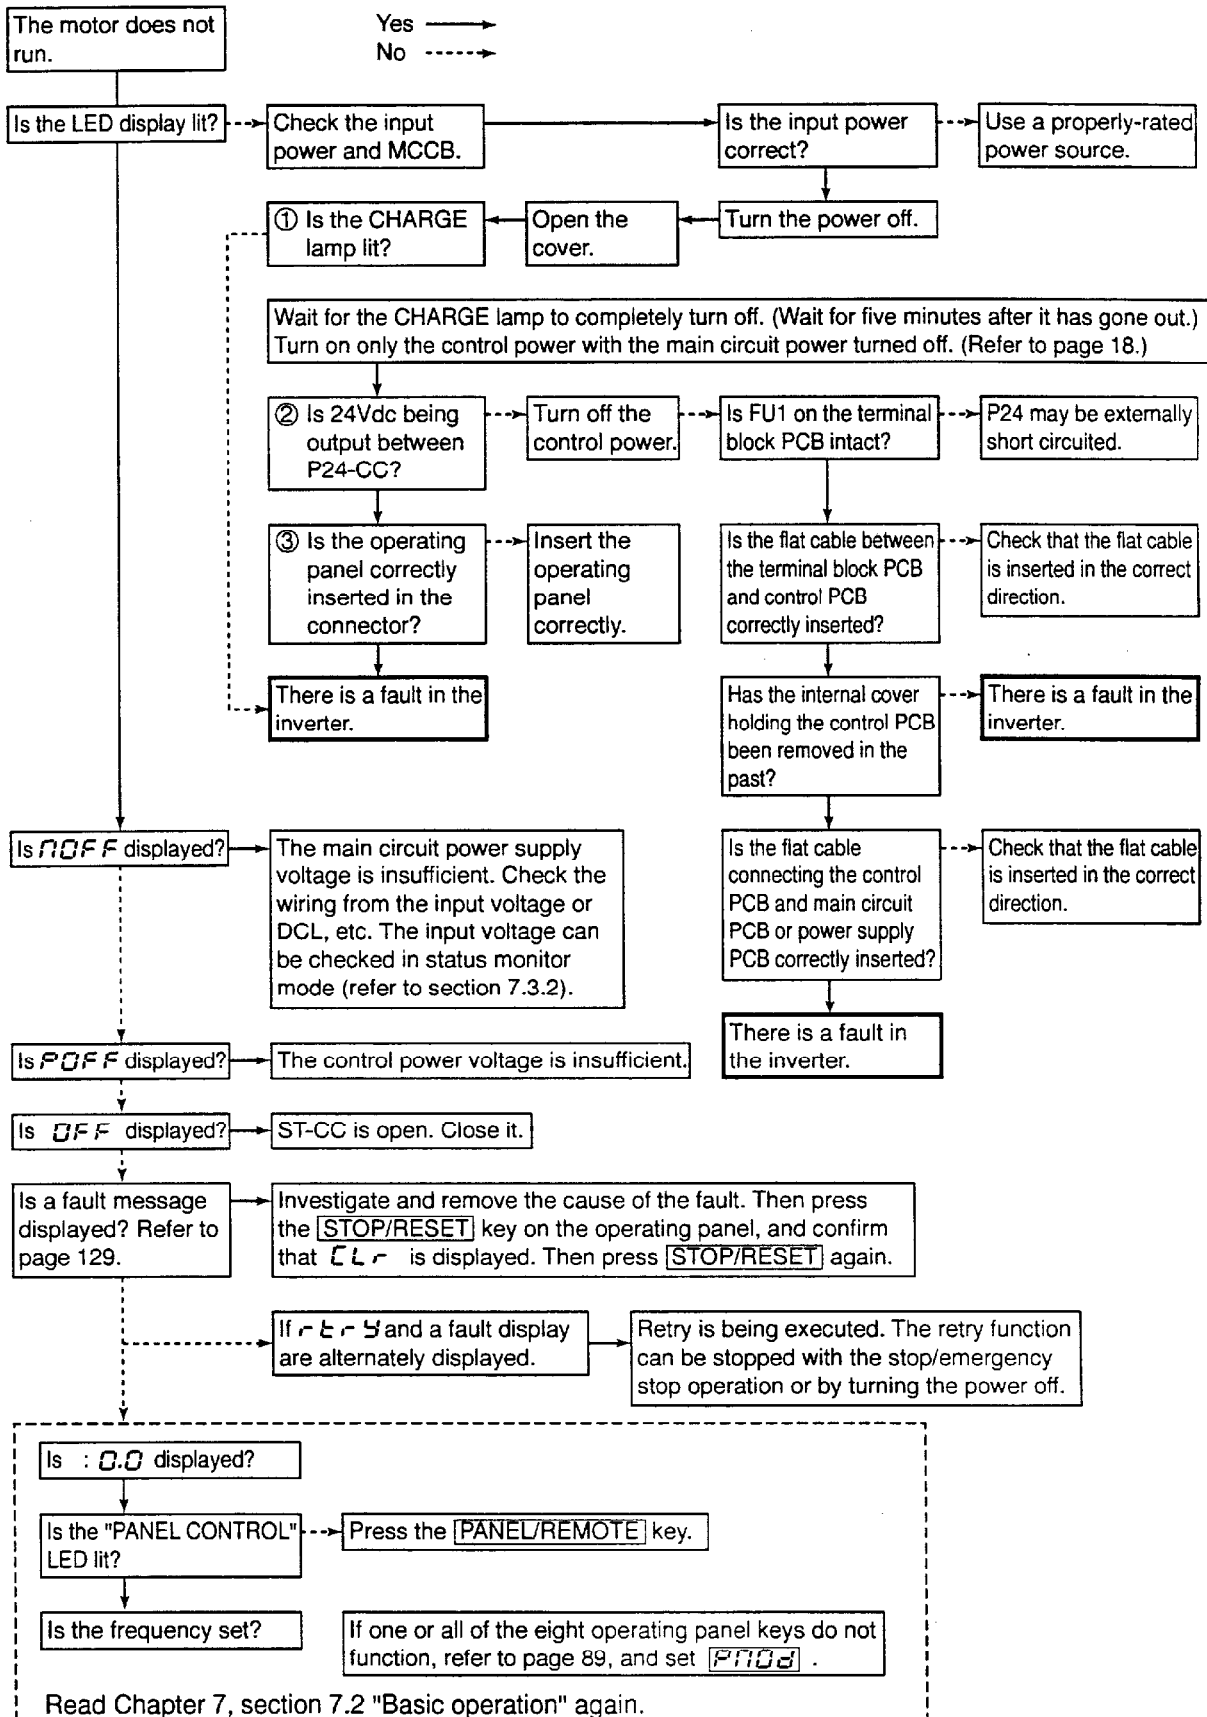 The motor does not
run.
Yes
No
Is the LED display lit?
Check the input
power and MCCB.
Is the input power
correct?
Use a properly-rated
power source.
① Is the CHARGE
lamp lit?
Open the
cover.
Turn the power off.
Wait for the CHARGE lamp to completely turn off. (Wait for five minutes after it has gone out.)
Turn on only the control power with the main circuit power turned off. (Refer to page 18.)
② Is 24Vdc being
output between
P24-CC?
Turn off the
control power.
Is FU1 on the terminal
block PCB intact?
P24 may be externally
short circuited.
③ Is the operating
panel correctly
inserted in the
connector?
Insert the
operating
panel
correctly.
Is the flat cable between
the terminal block PCB
and control PCB
correctly inserted?
Check that the flat cable
is inserted in the correct
direction.
There is a fault in the
inverter.
Has the internal cover
holding the control PCB
been removed in the
past?
There is a fault in the
inverter.
Is MOFF displayed?
The main circuit power supply
voltage is insufficient. Check the
wiring from the input voltage or
DCL, etc. The input voltage can
be checked in status monitor
mode (refer to section 7.3.2).
Is the flat cable
connecting the control
PCB and main circuit
PCB or power supply
PCB correctly inserted?
Check that the flat cable
is inserted in the correct
direction.
There is a fault in
the inverter.
Is POFF displayed?
The control power voltage is insufficient.
Is OFF displayed?
ST-CC is open. Close it.
Is a fault message
displayed? Refer to
page 129.
Investigate and remove the cause of the fault. Then press
the STOP/RESET key on the operating panel, and confirm
that CLr is displayed. Then press STOP/RESET again.
If rtry and a fault display
are alternately displayed.
Retry is being executed. The retry function
can be stopped with the stop/emergency
stop operation or by turning the power off.
Is : 0.0 displayed?
Is the "PANEL CONTROL"
LED lit?
Press the PANEL/REMOTE key.
Is the frequency set?
If one or all of the eight operating panel keys do not
function, refer to page 89, and set PMOd .
Read Chapter 7, section 7.2 "Basic operation" again.